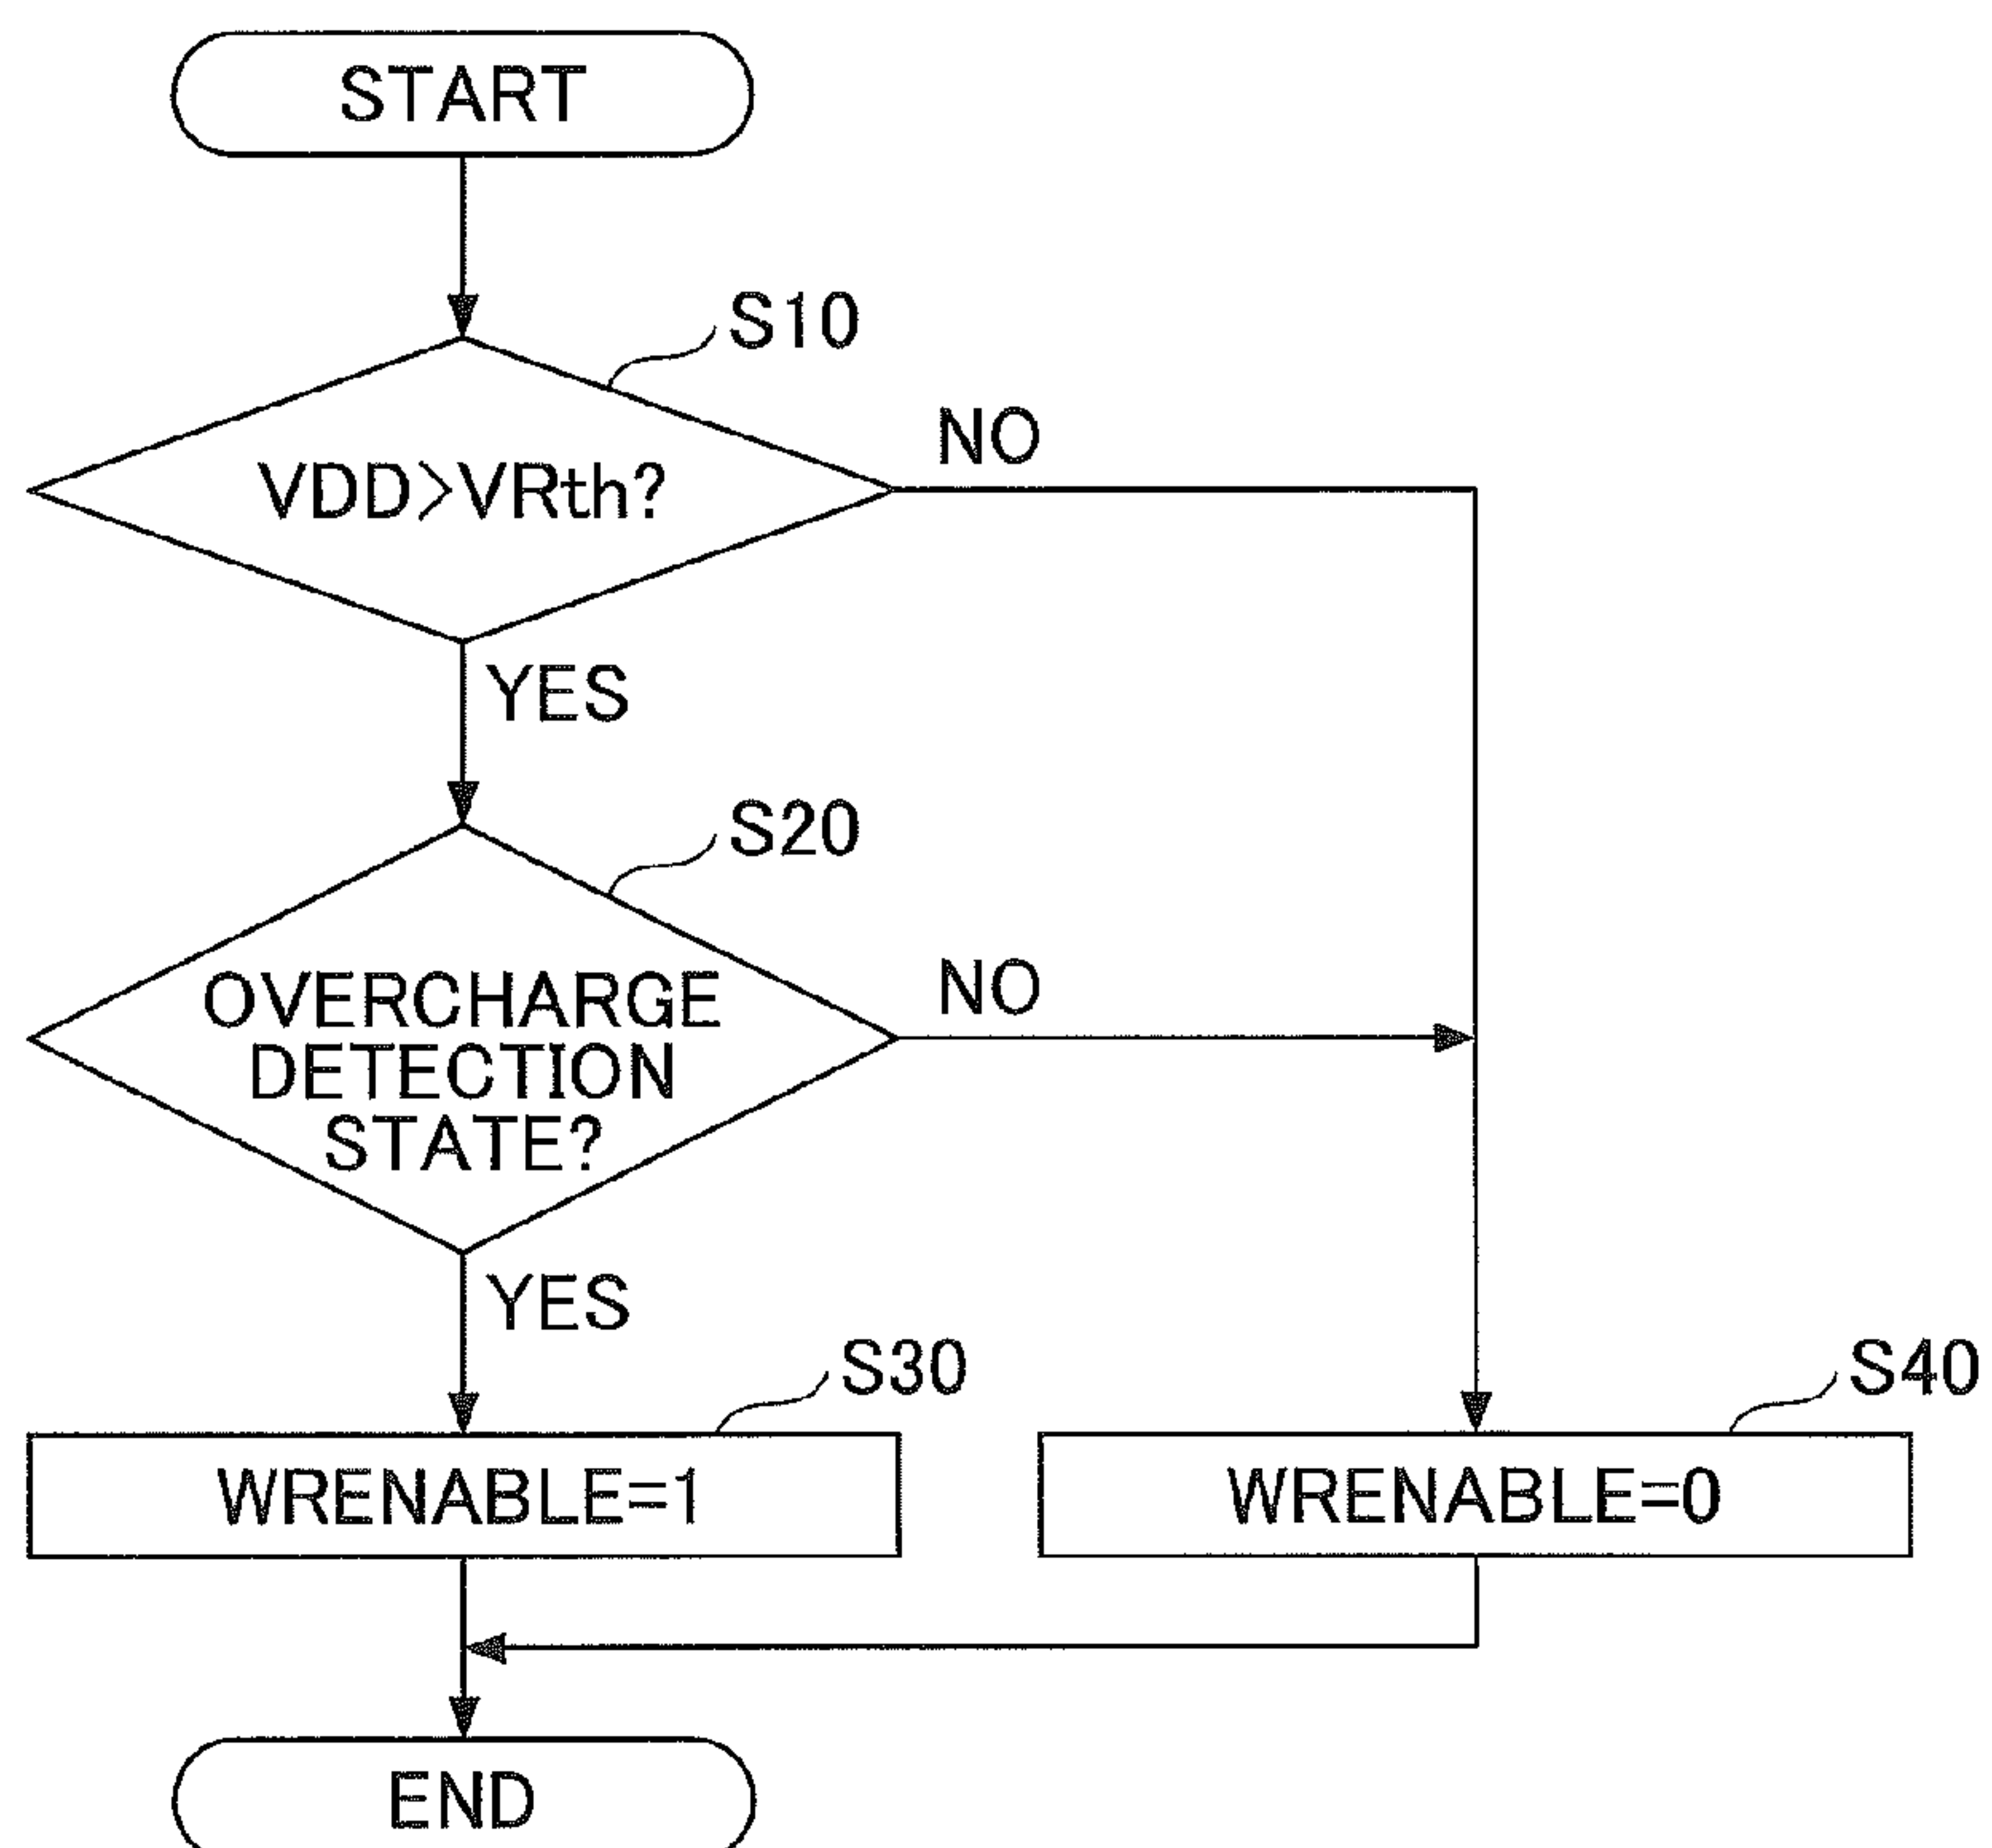 START
S10
VDD>VRth?
NO
YES
S20
OVERCHARGE
DETECTION
STATE?
NO
YES
S30
WRENABLE=1
S40
WRENABLE=0
END